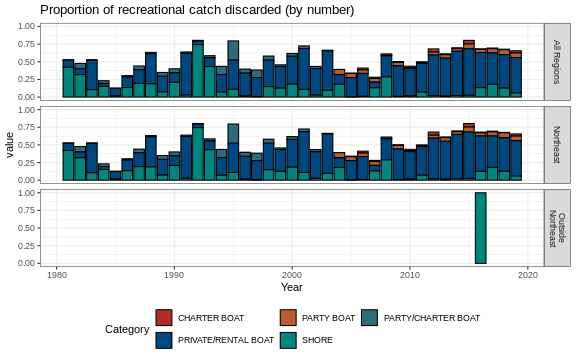 Proportion of recreational catch discarded (by number)
1.00
0.75
0.50
0.25
0.00
All Regions
1.00
0.75
0.50
0.25
0.00
Northeast
1.00
0.75
0.50
0.25
0.00
Outside
Northeast
value
1980
1990
2000
2010
2020
Year
Category
CHARTER BOAT
PARTY BOAT
PARTY/CHARTER BOAT
PRIVATE/RENTAL BOAT
SHORE